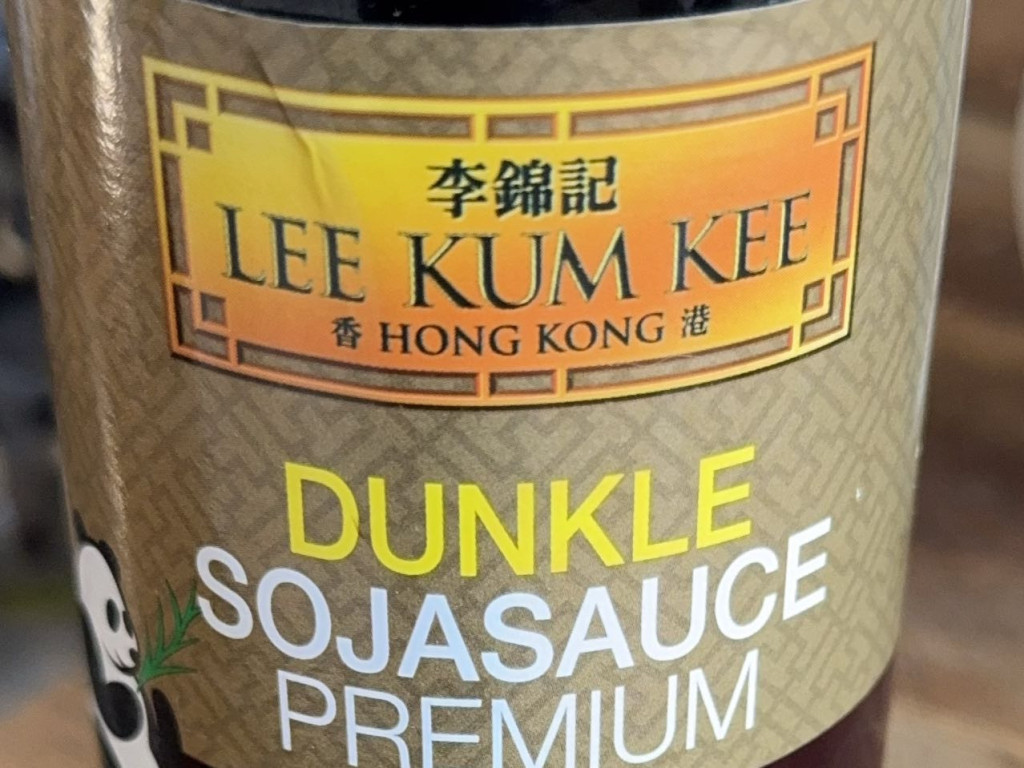 李錦記
LEE KUM KEE
香 HONG KONG 港
DUNKLE
SOJASAUCE
PREMIUM